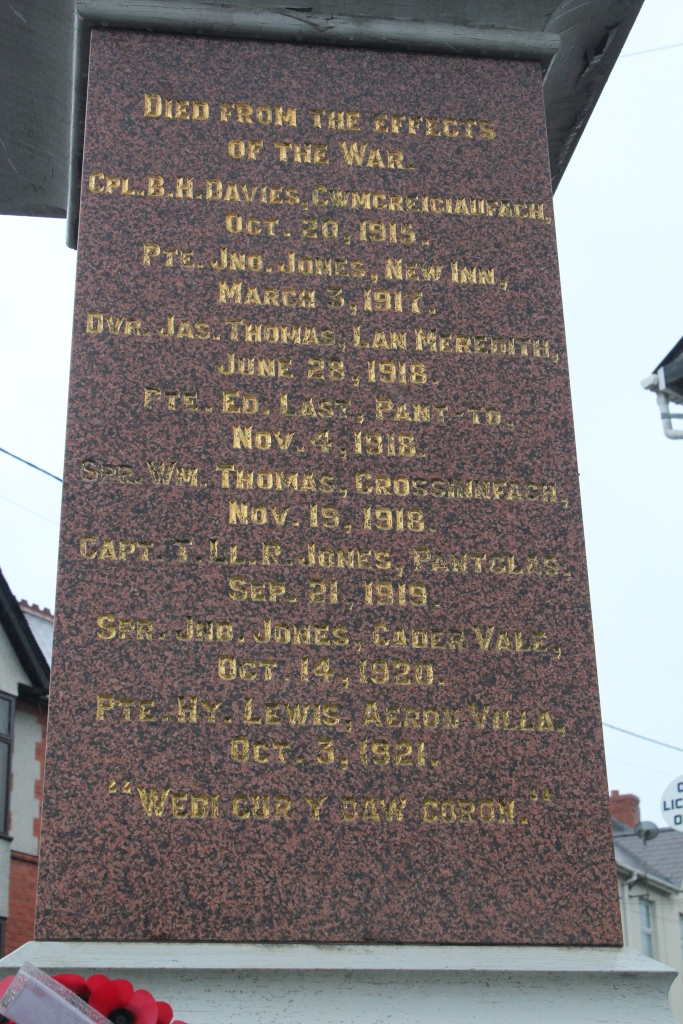 DIED FROM THE EFFECTS
OF THE WAR.
CPL. B. H. DAVIES, CWMCREIGIAUFACH,
OCT. 20, 1915.
PTE. JNO. JONES, NEW INN,
MARCH 3, 1917.
DVR. JAS. THOMAS, LAN MEREDITH,
JUNE 28, 1918.
PTE. ED. LAST, PANT-TO.
NOV. 4, 1918.
SPR. WM. THOMAS, CROSSINNFACH,
NOV. 19, 1918.
CAPT. T. LL. R. JONES, PANTGLAS.
SEP. 21, 1919.
SPR. JNO. JONES, CADER VALE,
OCT. 14, 1920.
PTE. HY. LEWIS, AERON VILLA,
OCT. 3, 1921.
"WEDI CUR Y DAW CORON."
LIC